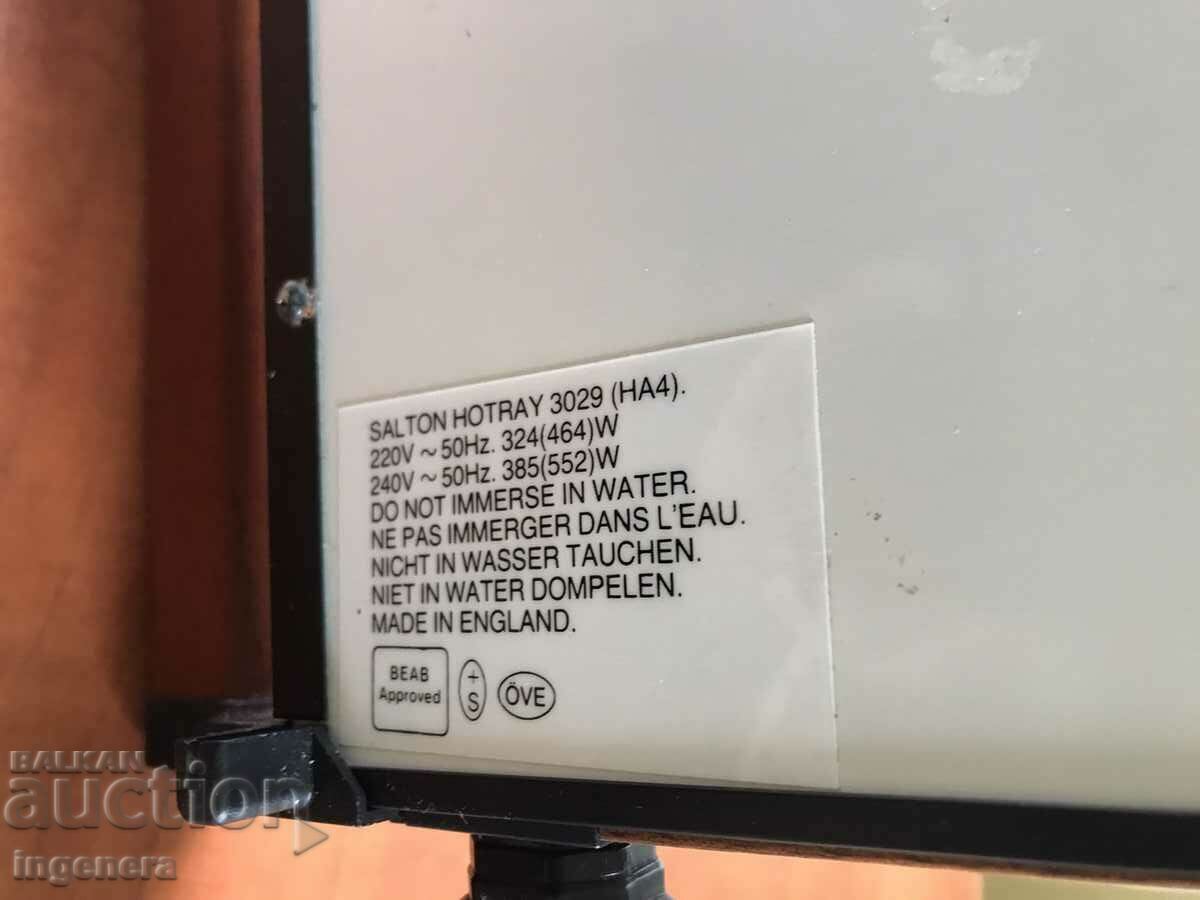 SALTON HOTRAY 3029 (HA4).
220V ~ 50Hz. 324(464)W
240V ~ 50Hz. 385(552)W
DO NOT IMMERSE IN WATER.
NE PAS IMMERGER DANS L'EAU.
NICHT IN WASSER TAUCHEN.
NIET IN WATER DOMPELEN.
MADE IN ENGLAND.
BEAB
Approved
+
S
ÖVE
BALKAN
auction
ingenera